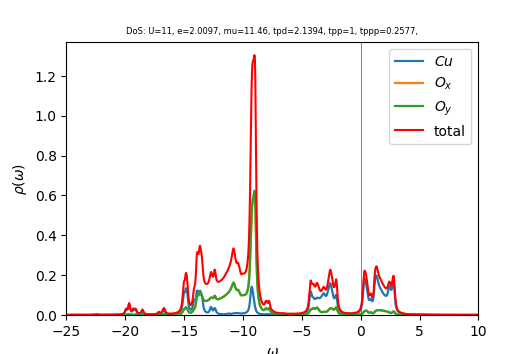 DoS: U=11, e=2.0097, mu=11.46, tpd=2.1394, tpp=1, tppp=0.2577,
ρ(ω)
1.2
1.0
0.8
0.6
0.4
0.2
0.0
Cu
Oₓ
O_y
total
−25 −20 −15 −10 −5 0 5 10
ω